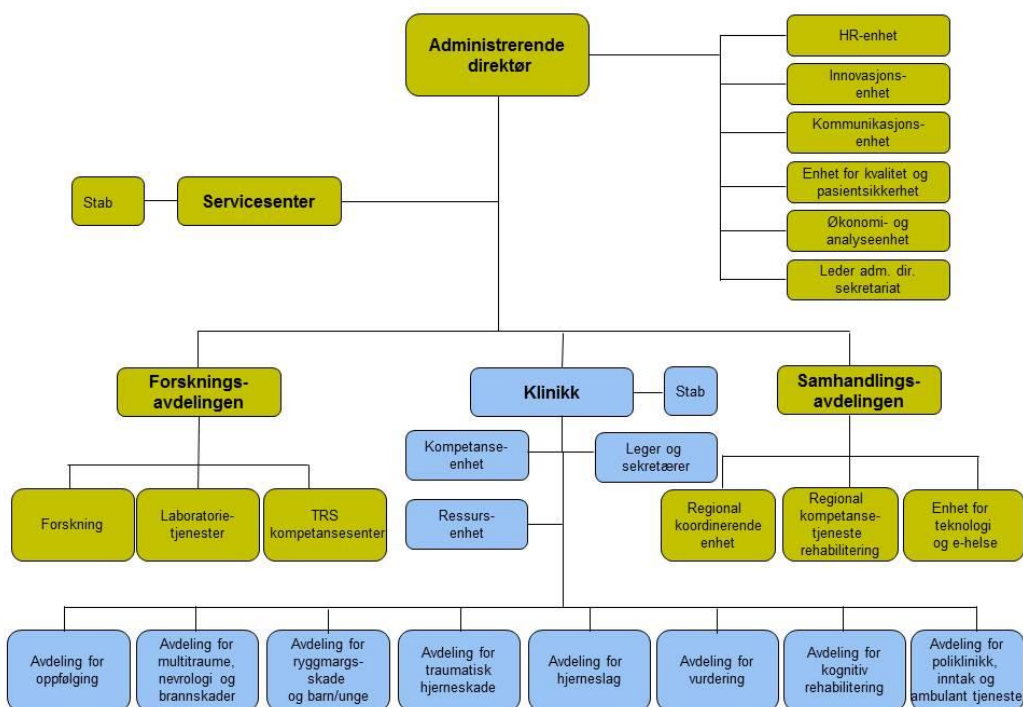 Administrerende
direktør
HR-enhet
Innovasjons-
enhet
Kommunikasjons-
enhet
Enhet for kvalitet og
pasientsikkerhet
Økonomi- og
analyseenhet
Leder adm. dir.
sekretariat
Stab
Servicesenter
Forsknings-
avdelingen
Klinikk
Stab
Samhandlings-
avdelingen
Kompetanse-
enhet
Leger og
sekretærer
Ressurs-
enhet
Forskning
Laboratorie-
tjenester
TRS
kompetansesenter
Regional
koordinerende
enhet
Regional
kompetanse-
tjeneste
rehabilitering
Enhet for
teknologi
og e-helse
Avdeling for
oppfølging
Avdeling for
multitraume,
nevrologi og
brannskader
Avdeling for
ryggmargs-
skade
og barn/unge
Avdeling for
traumatisk
hjerneskade
Avdeling for
hjerneslag
Avdeling for
vurdering
Avdeling for
kognitiv
rehabilitering
Avdeling for
poliklinikk,
inntak og
ambulant tjeneste